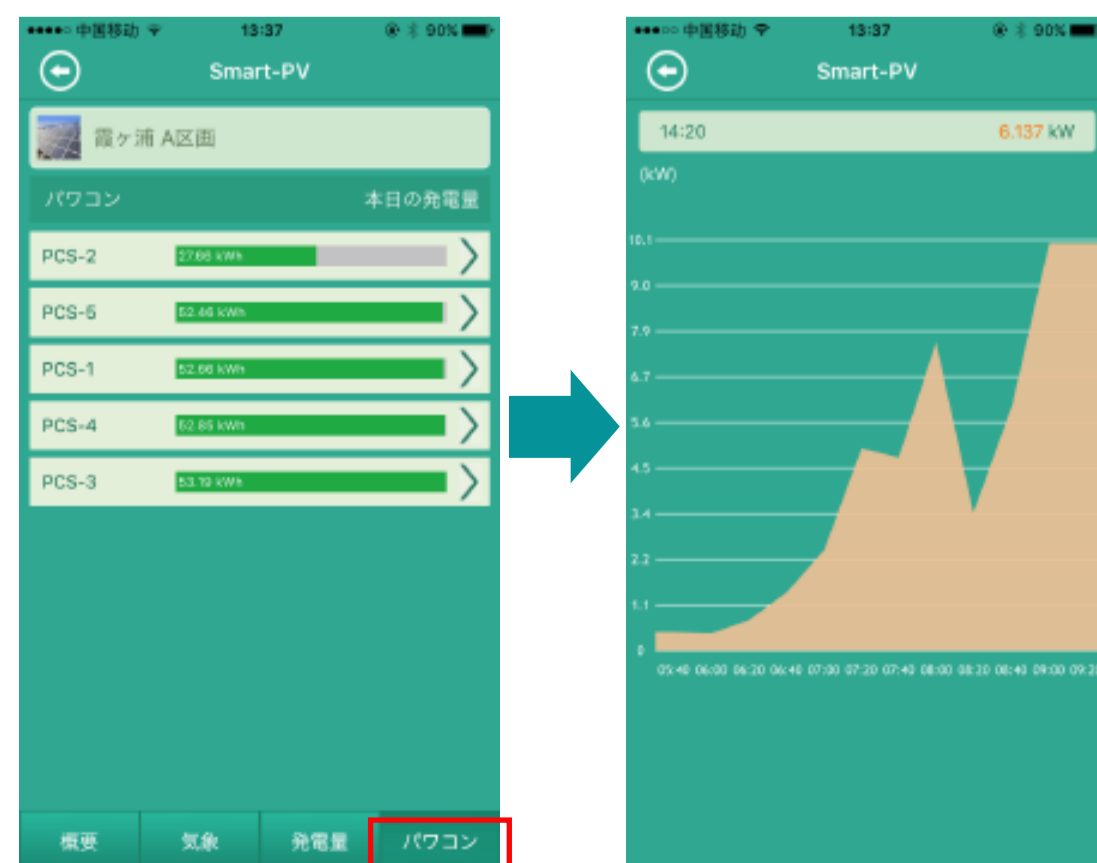 中国移动 13:37 90%
Smart-PV
霞ヶ浦 A区画
パワコン 本日の発電量
PCS-2 27.66 kWh
PCS-5 52.46 kWh
PCS-1 52.66 kWh
PCS-4 52.85 kWh
PCS-3 53.19 kWh
概要 気象 発電量 パワコン
中国移动 13:37 90%
Smart-PV
14:20 6.137 kW
(kW)
10.1
9.0
7.9
6.7
5.6
4.5
3.4
2.2
1.1
0
05:40 06:00 06:20 06:40 07:00 07:20 07:40 08:00 08:20 08:40 09:00 09:20